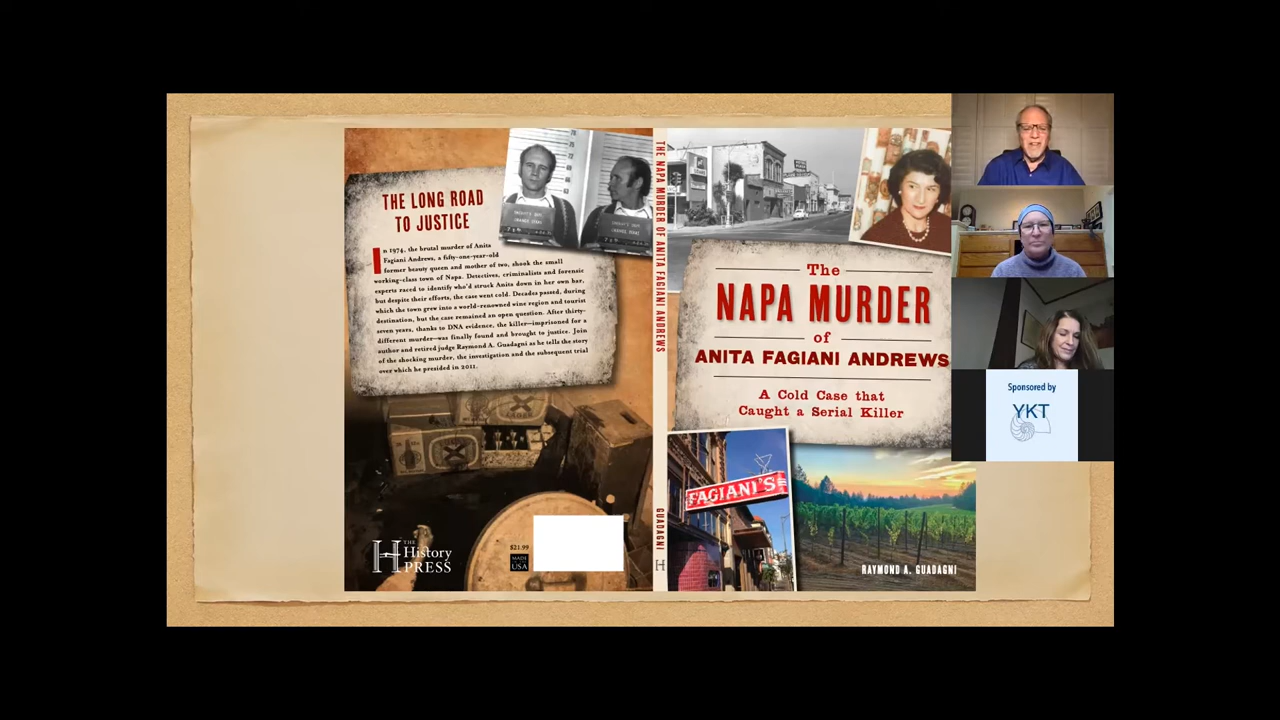 THE LONG ROAD
TO JUSTICE
In 1974, the brutal murder of Anita
Fagiani Andrews, a fifty-one-year-old
former beauty queen and mother of two, shook the small
working-class town of Napa. Detectives, criminalists and forensic
experts raced to identify who'd struck Anita down in her own bar,
but despite their efforts, the case went cold. Decades passed, during
which the town grew into a world-renowned wine region and tourist
destination, but the case remained an open question. After thirty-
seven years, thanks to DNA evidence, the killer—imprisoned for a
different murder—was finally found and brought to justice. Join
author and retired judge Raymond A. Guadagni as he tells the story
of the shocking murder, the investigation and the subsequent trial
over which he presided in 2011.
THE
History
PRESS
$21.99
MADE
IN THE
USA
THE NAPA MURDER OF ANITA FAGIANI ANDREWS
GUADAGNI
H
The
NAPA MURDER
of
ANITA FAGIANI ANDREWS
A Cold Case that
Caught a Serial Killer
FAGIANI'S
RAYMOND A. GUADAGNI
Sponsored by
YKT